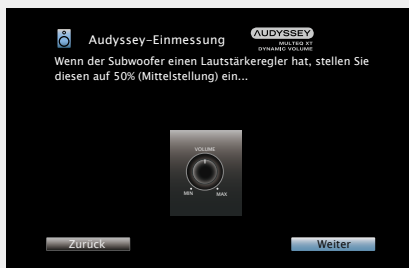 Audyssey-Einmessung
AUDYSSEY
MULTEQ XT
DYNAMIC VOLUME
Wenn der Subwoofer einen Lautstärkeregler hat, stellen Sie
diesen auf 50% (Mittelstellung) ein...
VOLUME
MIN MAX
Zurück Weiter